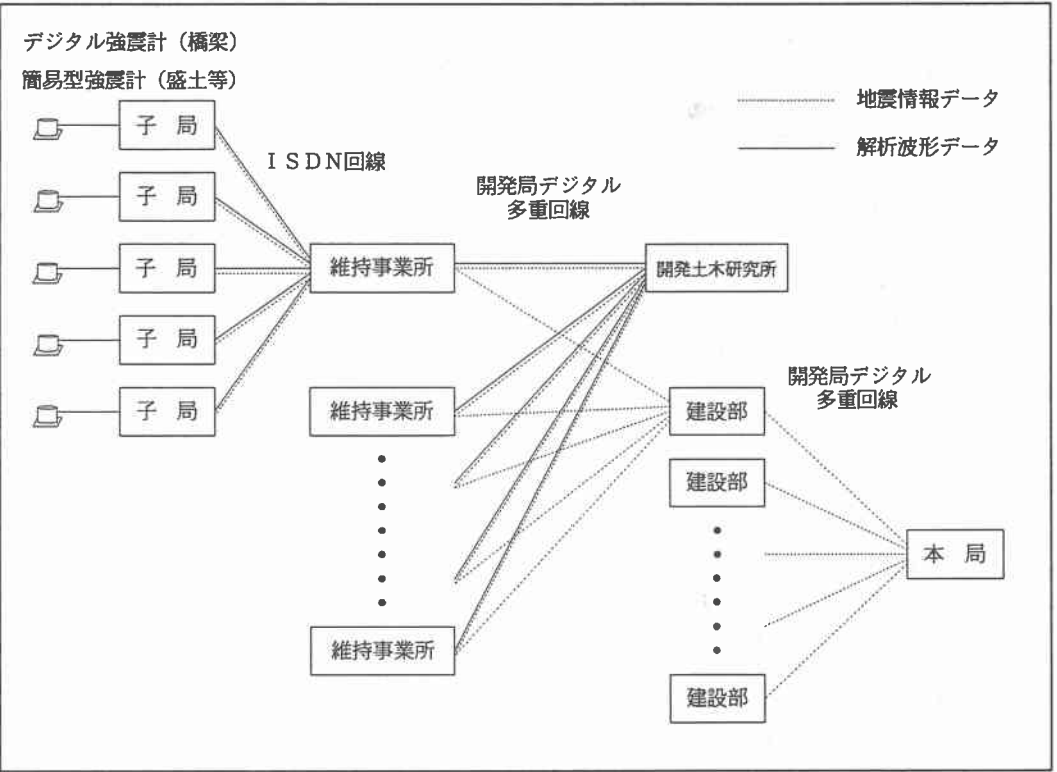 デジタル強震計（橋梁）
簡易型強震計（盛土等）
地震情報データ
解析波形データ
子 局
子 局
子 局
子 局
子 局
ＩＳＤＮ回線
開発局デジタル
多重回線
維持事業所
開発土木研究所
開発局デジタル
多重回線
維持事業所
建設部
建設部
本 局
維持事業所
建設部